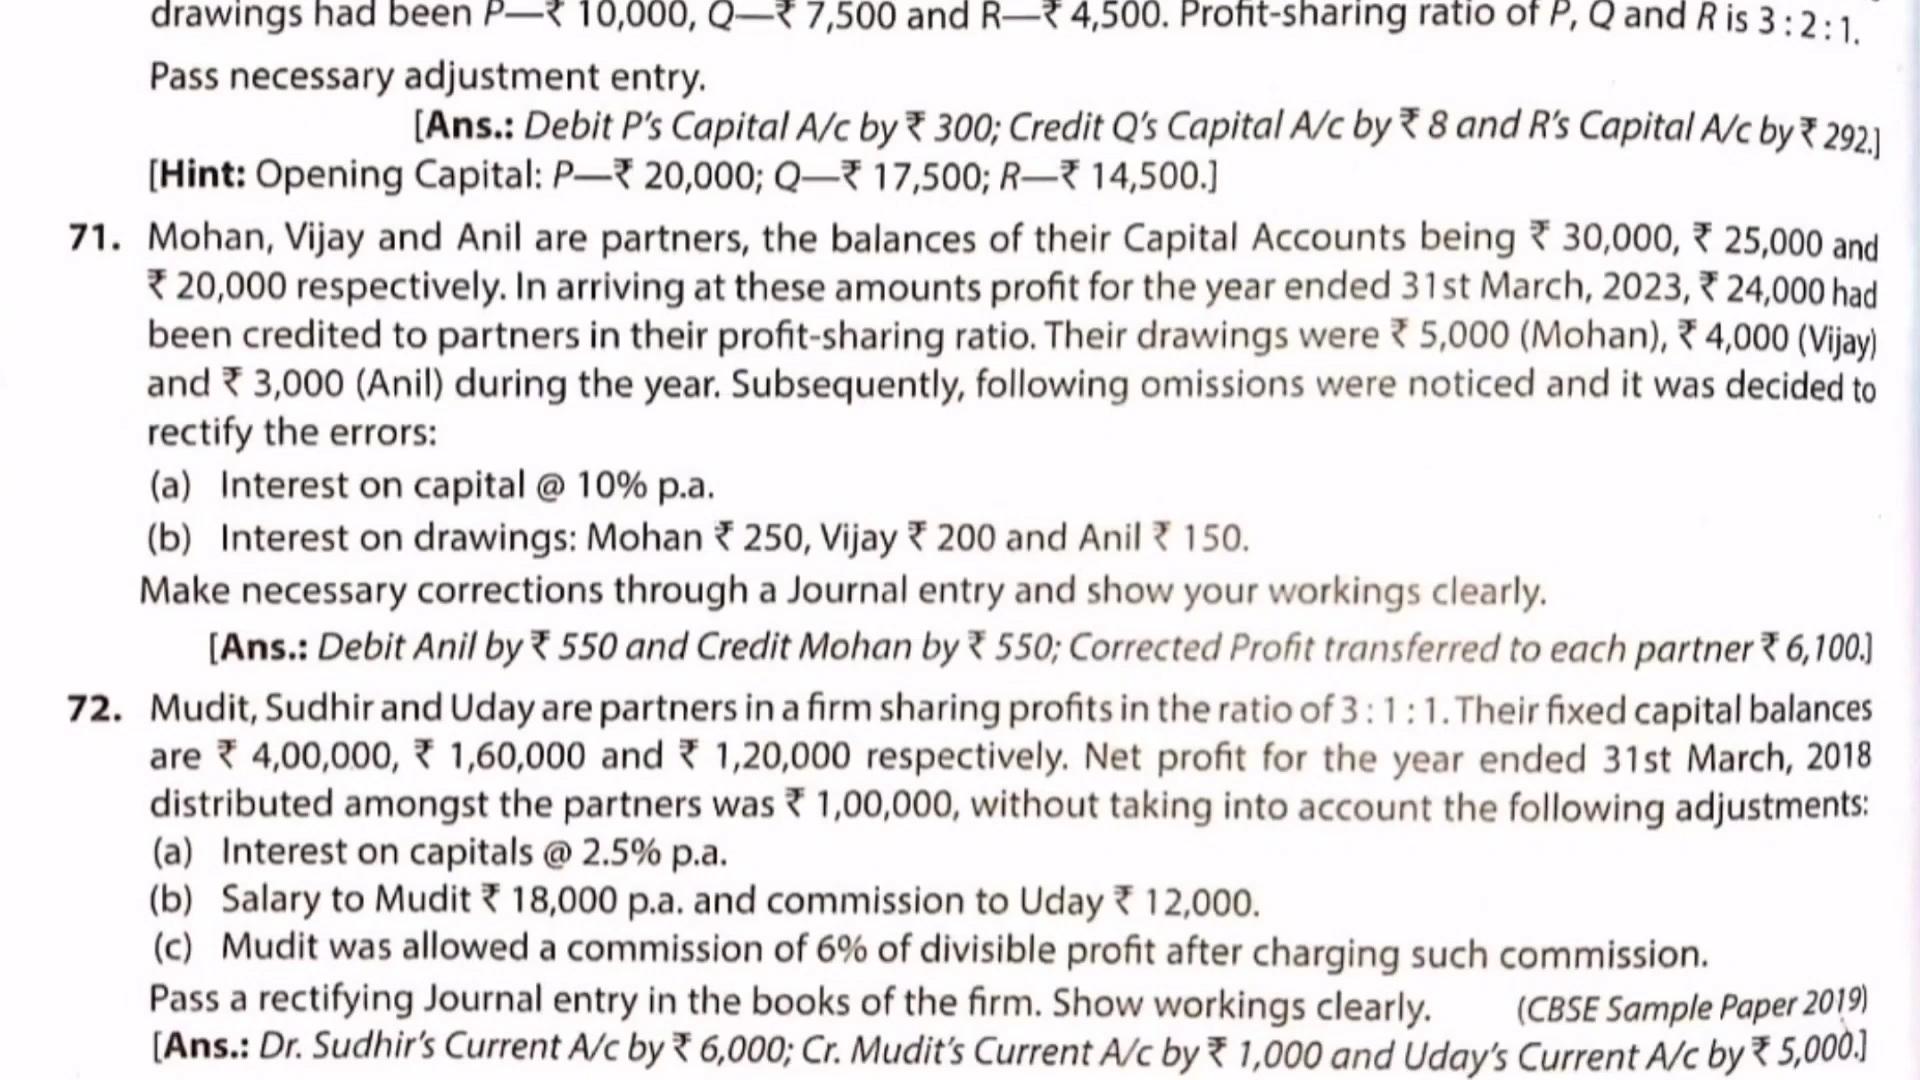 drawings had been P—₹ 10,000, Q—₹ 7,500 and R—₹ 4,500. Profit-sharing ratio of P, Q and R is 3 : 2 : 1.
Pass necessary adjustment entry.
[Ans.: Debit P's Capital A/c by ₹ 300; Credit Q's Capital A/c by ₹ 8 and R's Capital A/c by ₹ 292.]
[Hint: Opening Capital: P—₹ 20,000; Q—₹ 17,500; R—₹ 14,500.]
71. Mohan, Vijay and Anil are partners, the balances of their Capital Accounts being ₹ 30,000, ₹ 25,000 and
₹ 20,000 respectively. In arriving at these amounts profit for the year ended 31st March, 2023, ₹ 24,000 had
been credited to partners in their profit-sharing ratio. Their drawings were ₹ 5,000 (Mohan), ₹ 4,000 (Vijay)
and ₹ 3,000 (Anil) during the year. Subsequently, following omissions were noticed and it was decided to
rectify the errors:
(a) Interest on capital @ 10% p.a.
(b) Interest on drawings: Mohan ₹ 250, Vijay ₹ 200 and Anil ₹ 150.
Make necessary corrections through a Journal entry and show your workings clearly.
[Ans.: Debit Anil by ₹ 550 and Credit Mohan by ₹ 550; Corrected Profit transferred to each partner ₹ 6,100.]
72. Mudit, Sudhir and Uday are partners in a firm sharing profits in the ratio of 3 : 1 : 1. Their fixed capital balances
are ₹ 4,00,000, ₹ 1,60,000 and ₹ 1,20,000 respectively. Net profit for the year ended 31st March, 2018
distributed amongst the partners was ₹ 1,00,000, without taking into account the following adjustments:
(a) Interest on capitals @ 2.5% p.a.
(b) Salary to Mudit ₹ 18,000 p.a. and commission to Uday ₹ 12,000.
(c) Mudit was allowed a commission of 6% of divisible profit after charging such commission.
Pass a rectifying Journal entry in the books of the firm. Show workings clearly. (CBSE Sample Paper 2019)
[Ans.: Dr. Sudhir's Current A/c by ₹ 6,000; Cr. Mudit's Current A/c by ₹ 1,000 and Uday's Current A/c by ₹ 5,000.]